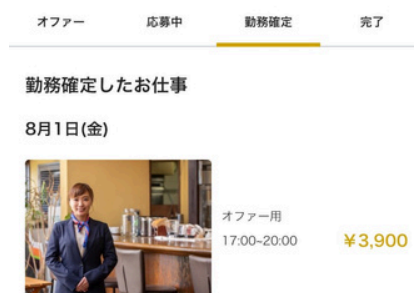 オファー 応募中 勤務確定 完了
勤務確定したお仕事
8月1日(金)
オファー用
17:00~20:00 ¥3,900